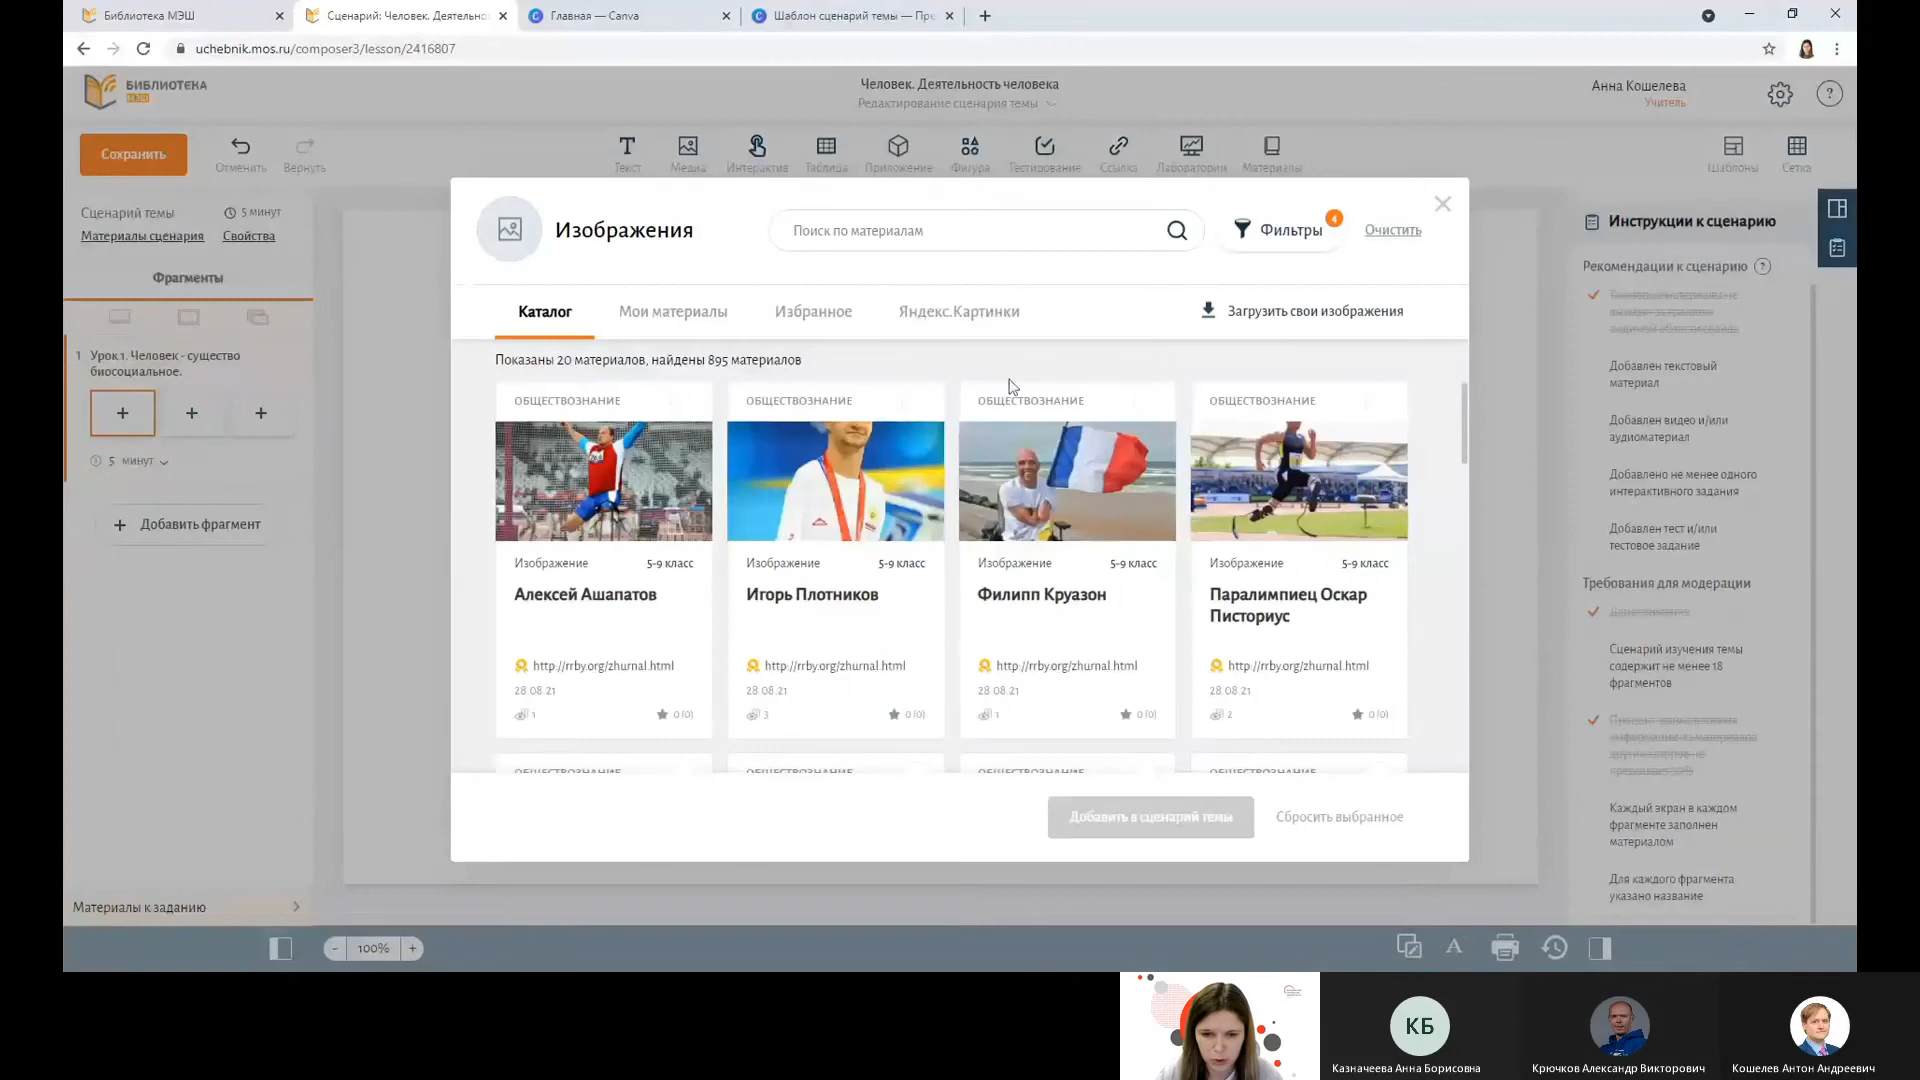 Библиотека МЭШ
Сценарий: Человек. Деятельно
Главная — Canva
Шаблон сценарий темы — Пре
uchebnik.mos.ru/composer3/lesson/2416807
БИБЛИОТЕКА
МЭШ
Человек. Деятельность человека
Редактирование сценария темы
Анна Кошелева
Учитель
Сохранить
Отменить
Вернуть
Текст
Медиа
Интерактив
Таблица
Приложение
Фигура
Тестирование
Ссылка
Лаборатории
Материалы
Шаблоны
Сетка
Сценарий темы
5 минут
Материалы сценария
Свойства
Фрагменты
1 Урок 1. Человек - существо
биосоциальное.
5 минут
Добавить фрагмент
Материалы к заданию
Изображения
Поиск по материалам
Фильтры
4
Очистить
Каталог
Мои материалы
Избранное
Яндекс.Картинки
Загрузить свои изображения
Показаны 20 материалов, найдены 895 материалов
ОБЩЕСТВОЗНАНИЕ
ОБЩЕСТВОЗНАНИЕ
ОБЩЕСТВОЗНАНИЕ
ОБЩЕСТВОЗНАНИЕ
Изображение 5-9 класс
Изображение 5-9 класс
Изображение 5-9 класс
Изображение 5-9 класс
Алексей Ашапатов
Игорь Плотников
Филипп Круазон
Паралимпиец Оскар
Писториус
http://rrby.org/zhurnal.html
http://rrby.org/zhurnal.html
http://rrby.org/zhurnal.html
http://rrby.org/zhurnal.html
28.08.21
28.08.21
28.08.21
28.08.21
1 0 (0)
3 0 (0)
1 0 (0)
2 0 (0)
ОБЩЕСТВОЗНАНИЕ
ОБЩЕСТВОЗНАНИЕ
ОБЩЕСТВОЗНАНИЕ
ОБЩЕСТВОЗНАНИЕ
Добавить в сценарий темы
Сбросить выбранное
Инструкции к сценарию
Рекомендации к сценарию
Добавлен текстовый
материал
Добавлен видео и/или
аудиоматериал
Добавлено не менее одного
интерактивного задания
Добавлен тест и/или
тестовое задание
Требования для модерации
Сценарий изучения темы
содержит не менее 18
фрагментов
Каждый экран в каждом
фрагменте заполнен
материалом
Для каждого фрагмента
указано название
- 100% +
КБ
Казначеева Анна Борисовна
Крючков Александр Викторович
Кошелев Антон Андреевич